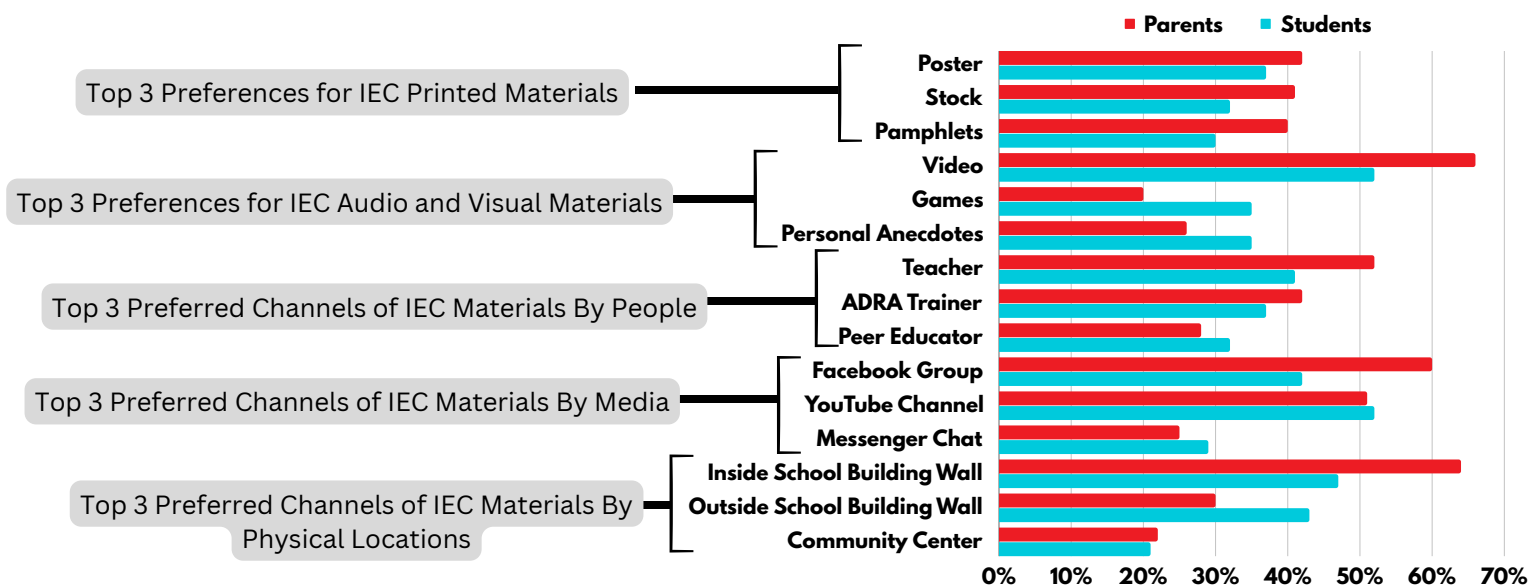 Parents Students
Top 3 Preferences for IEC Printed Materials
Poster
Stock
Pamphlets
Top 3 Preferences for IEC Audio and Visual Materials
Video
Games
Personal Anecdotes
Top 3 Preferred Channels of IEC Materials By People
Teacher
ADRA Trainer
Peer Educator
Top 3 Preferred Channels of IEC Materials By Media
Facebook Group
YouTube Channel
Messenger Chat
Top 3 Preferred Channels of IEC Materials By
Physical Locations
Inside School Building Wall
Outside School Building Wall
Community Center
0% 10% 20% 30% 40% 50% 60% 70%